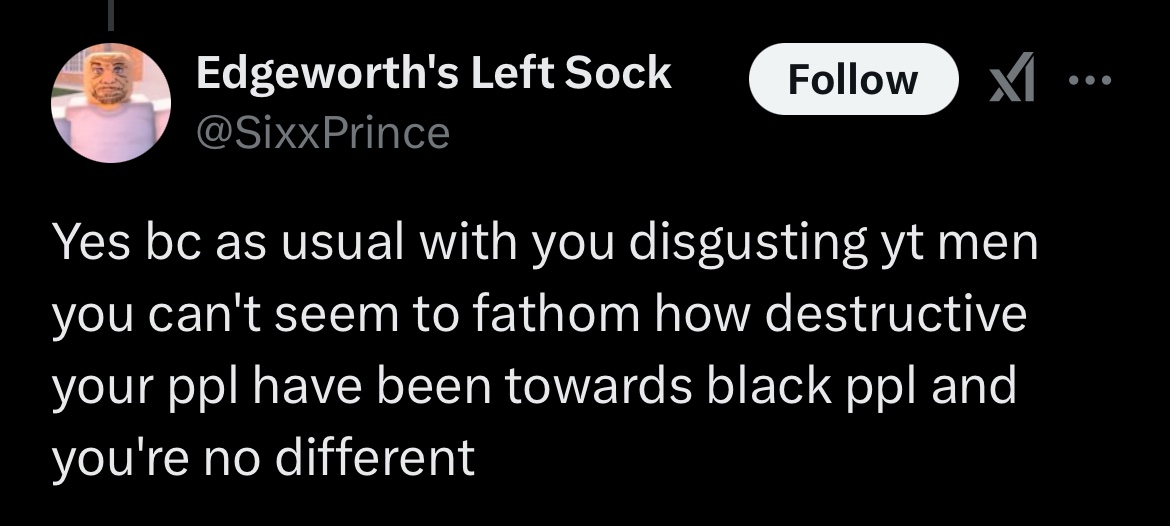 Edgeworth's Left Sock
Follow
@SixxPrince
Yes bc as usual with you disgusting yt men
you can't seem to fathom how destructive
your ppl have been towards black ppl and
you're no different